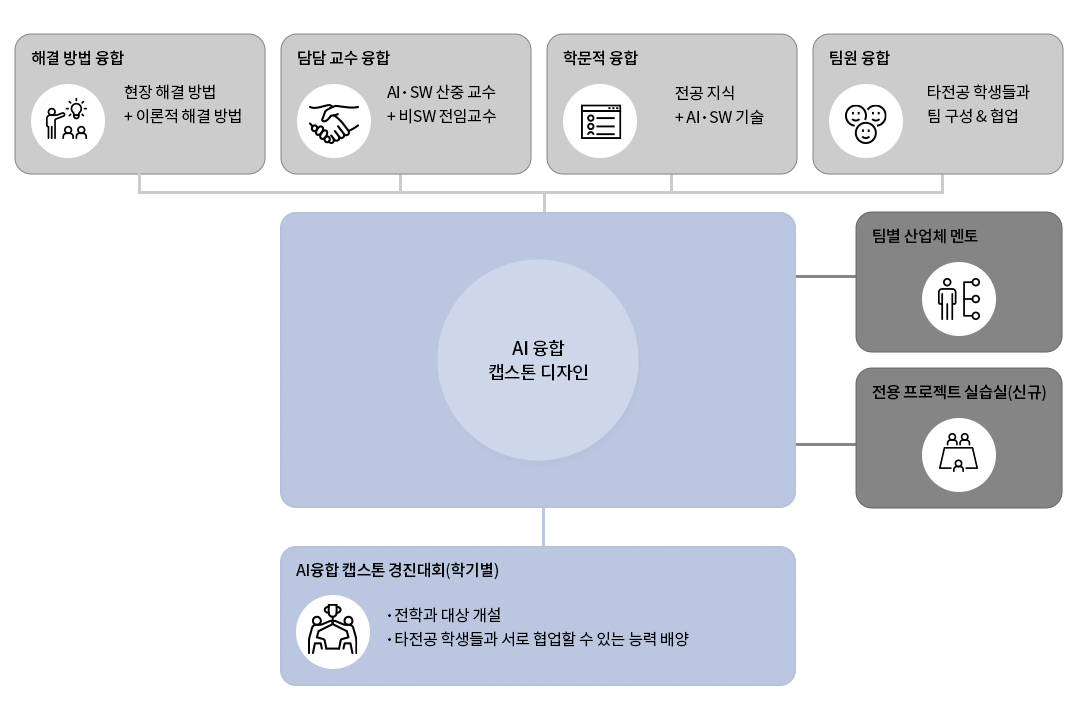 해결 방법 융합
현장 해결 방법
+ 이론적 해결 방법
담담 교수 융합
AI·SW 산중 교수
+ 비SW 전임교수
학문적 융합
전공 지식
+ AI·SW 기술
팀원 융합
타전공 학생들과
팀 구성 & 협업
AI 융합
캡스톤 디자인
팀별 산업체 멘토
전용 프로젝트 실습실(신규)
AI융합 캡스톤 경진대회(학기별)
· 전학과 대상 개설
· 타전공 학생들과 서로 협업할 수 있는 능력 배양